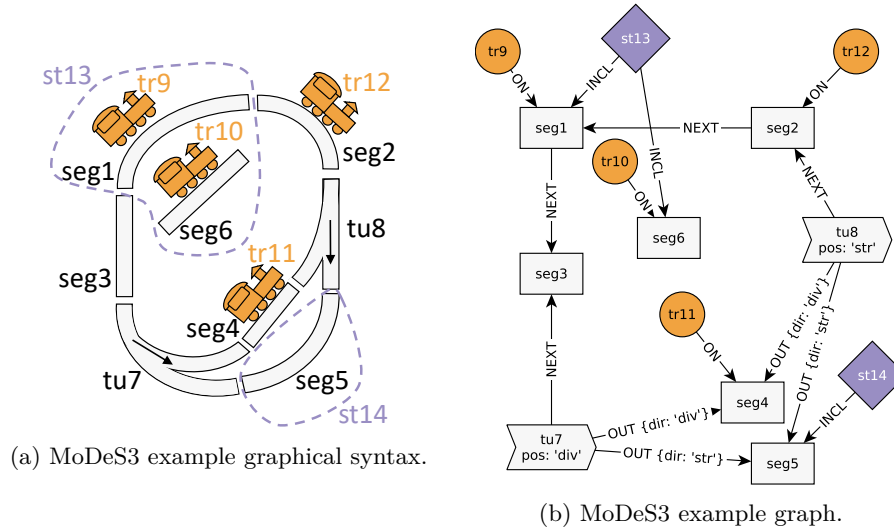 st13
tr9
tr12
tr10
seg1
seg2
seg6
tu8
tr11
seg3
seg4
tu7
seg5
st14
(a) MoDeS3 example graphical syntax.
tr9
st13
tr12
ON
INCL
ON
seg1
NEXT
seg2
tr10
INCL
NEXT
ON
NEXT
seg6
tu8
pos: 'str'
seg3
tr11
OUT {dir: 'div'}
OUT {dir: 'str'}
NEXT
ON
st14
seg4
INCL
OUT {dir: 'div'}
tu7
pos: 'div'
OUT {dir: 'str'}
seg5
(b) MoDeS3 example graph.